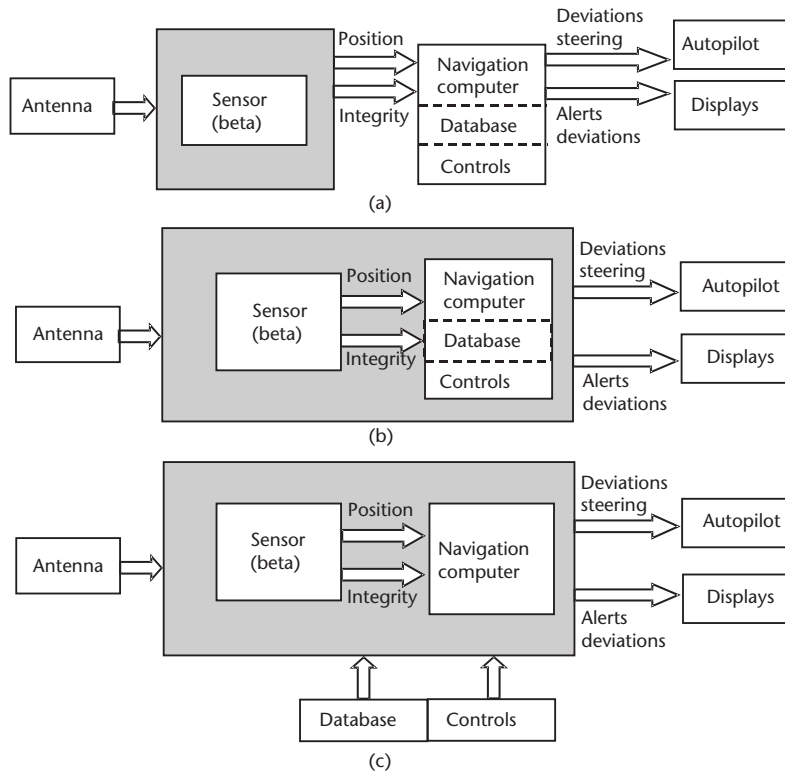 Deviations
steering
Position
Autopilot
Navigation
computer
Antenna
Sensor
(beta)
Displays
Integrity
Database
Alerts
deviations
Controls
(a)
Deviations
steering
Position
Navigation
computer
Autopilot
Sensor
(beta)
Antenna
Database
Displays
Integrity
Controls
Alerts
deviations
(b)
Deviations
steering
Position
Autopilot
Sensor
(beta)
Navigation
computer
Antenna
Integrity
Displays
Alerts
deviations
Database
Controls
(c)